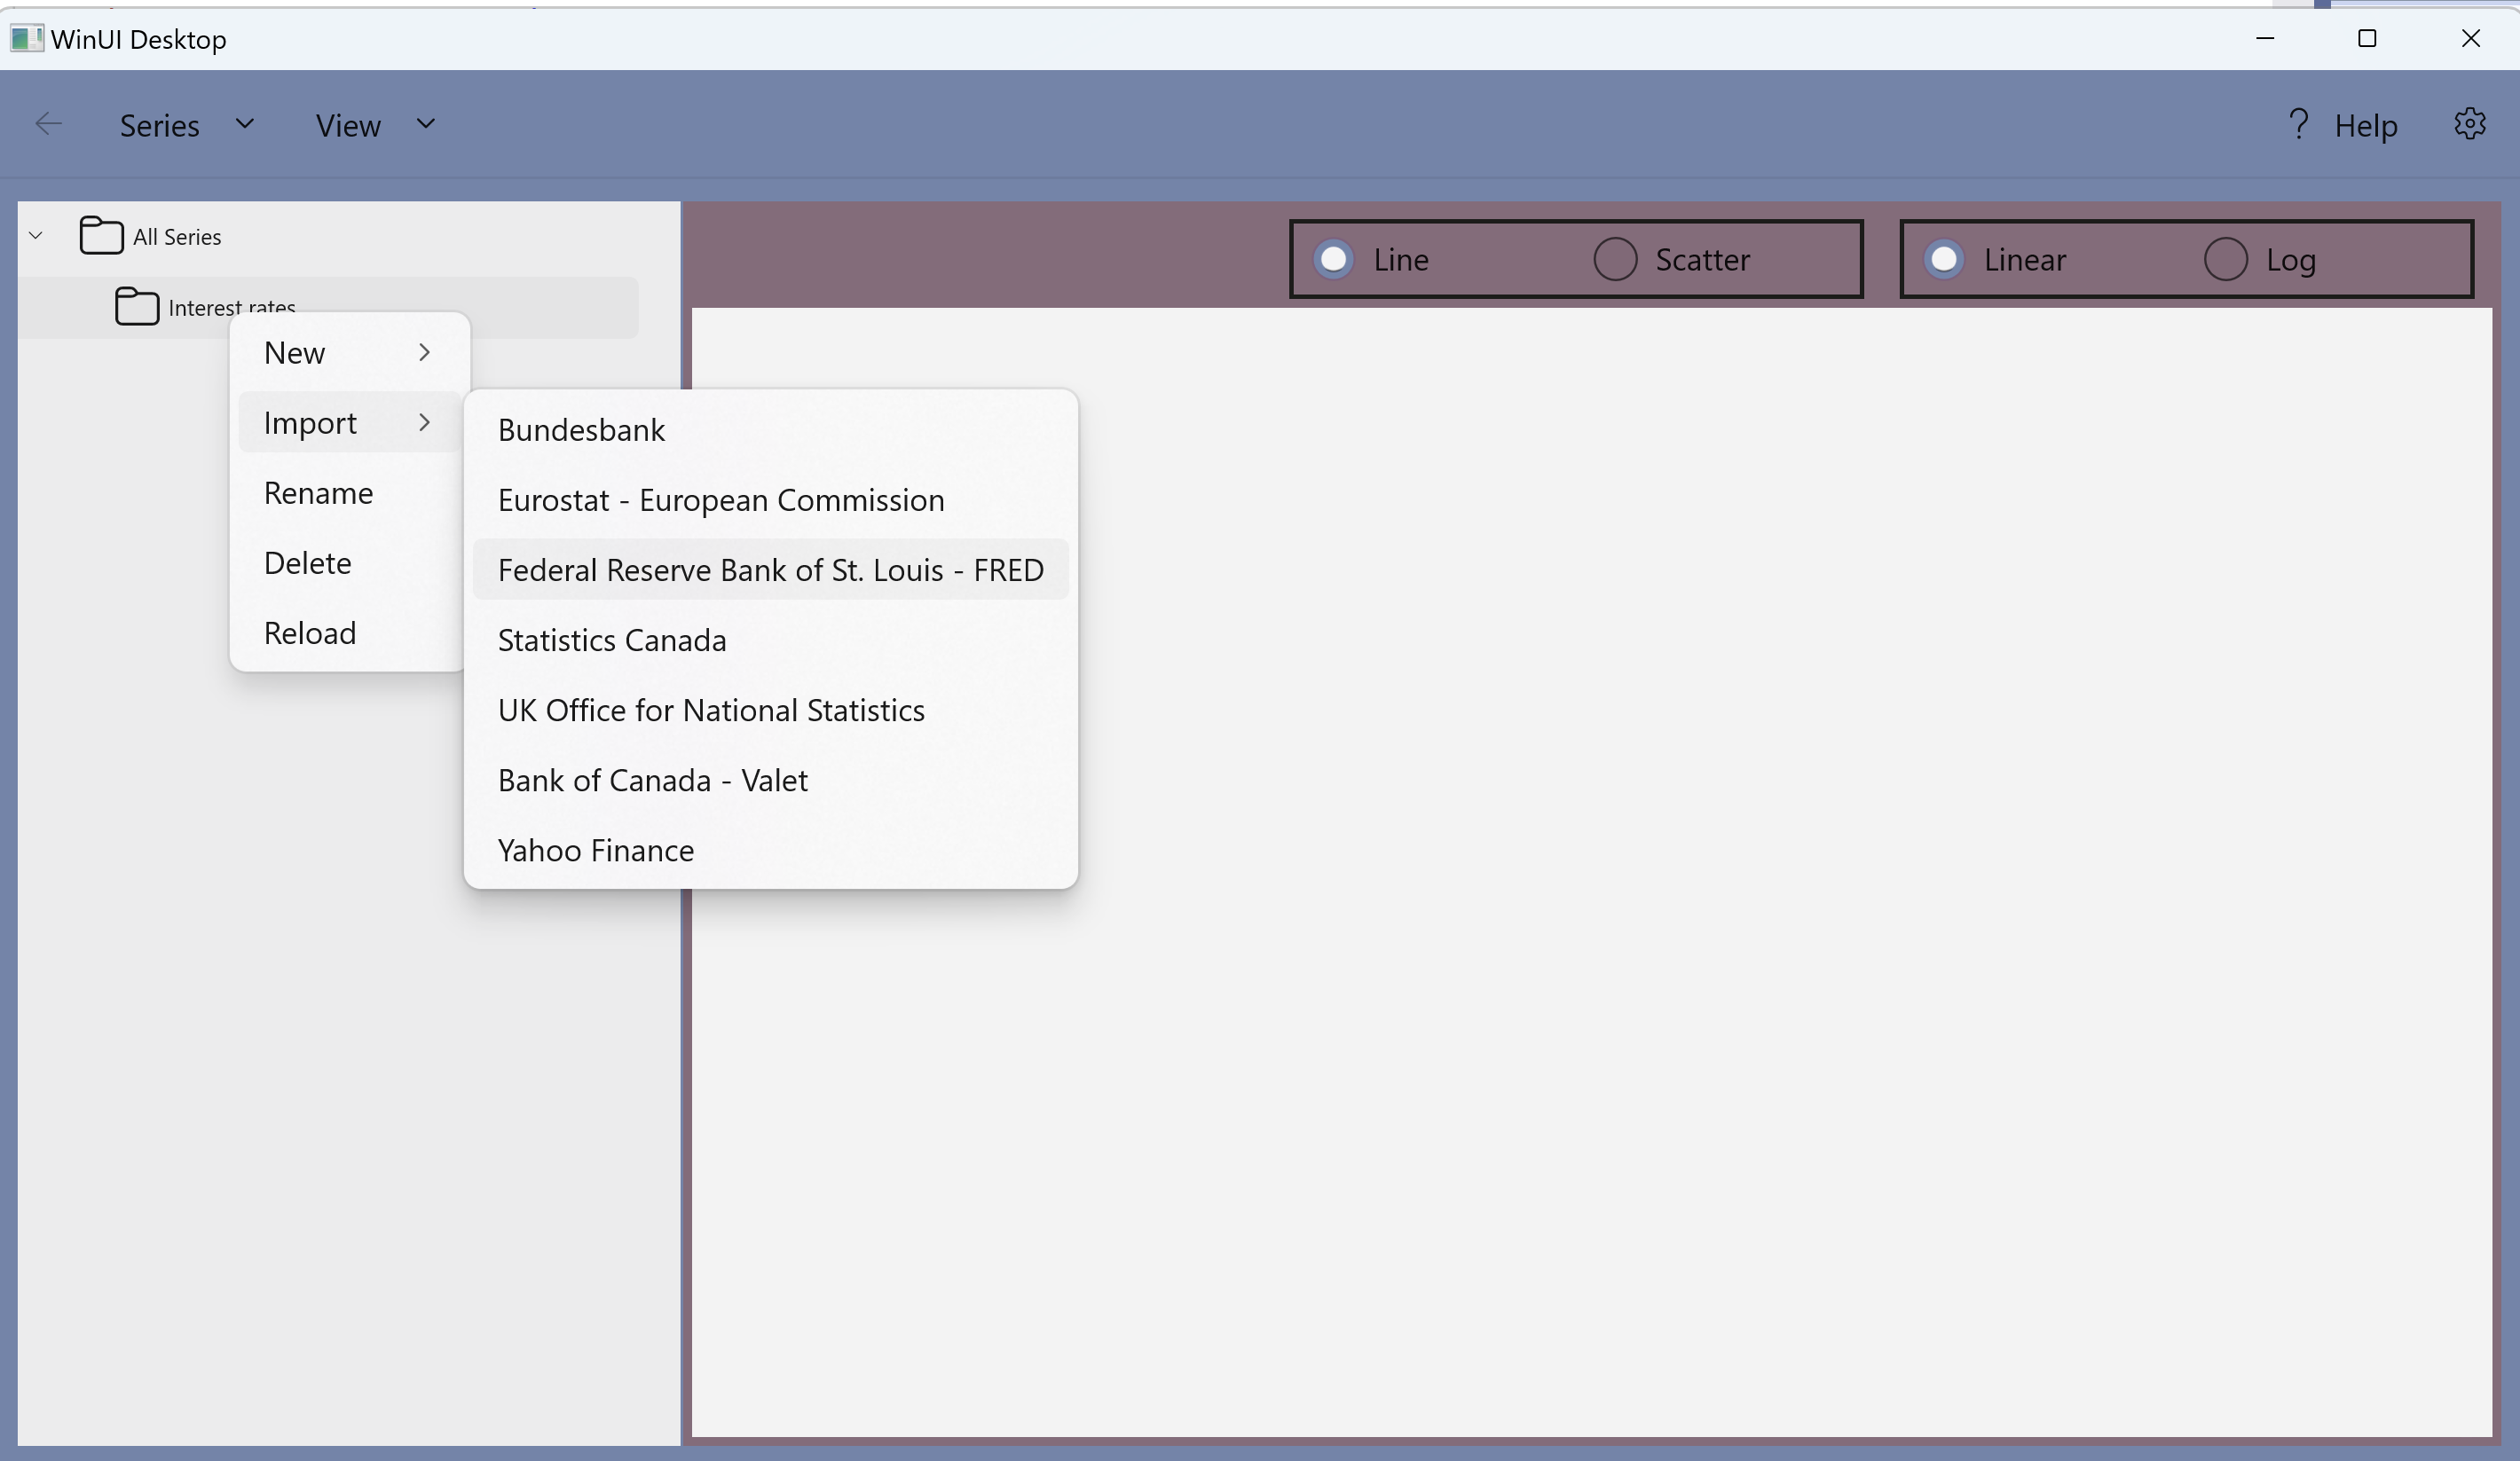 WinUI Desktop
Series
View
? Help
All Series
Interest rates
Line
Scatter
Linear
Log
New
Import
Rename
Delete
Reload
Bundesbank
Eurostat - European Commission
Federal Reserve Bank of St. Louis - FRED
Statistics Canada
UK Office for National Statistics
Bank of Canada - Valet
Yahoo Finance